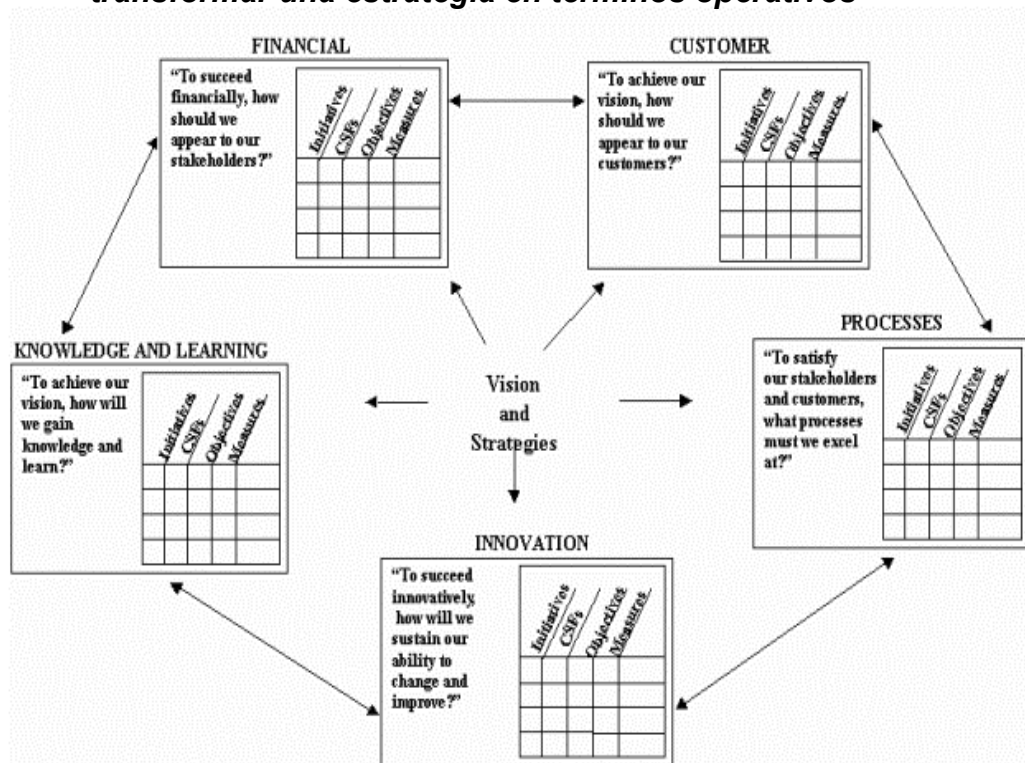 transformar una estrategia en términos operativos
FINANCIAL
“To succeed
financially, how
should we
appear to our
stakeholders?”
Initiatives
CSFs
Objectives
Measures
CUSTOMER
“To achieve our
vision, how
should we
appear to our
customers?”
Initiatives
CSFs
Objectives
Measures
KNOWLEDGE AND LEARNING
“To achieve our
vision, how will
we gain
knowledge and
learn?”
Initiatives
CSFs
Objectives
Measures
Vision
and
Strategies
PROCESSES
“To satisfy
our stakeholders
and customers,
what processes
must we excel
at?”
Initiatives
CSFs
Objectives
Measures
INNOVATION
“To succeed
innovatively,
how will we
sustain our
ability to
change and
improve?”
Initiatives
CSFs
Objectives
Measures